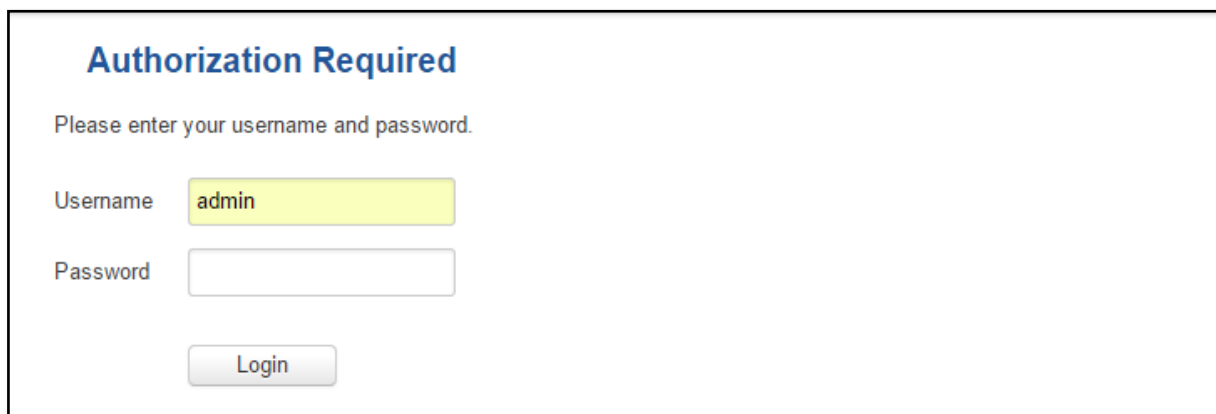 Authorization Required
Please enter your username and password.
Username admin
Password
Login